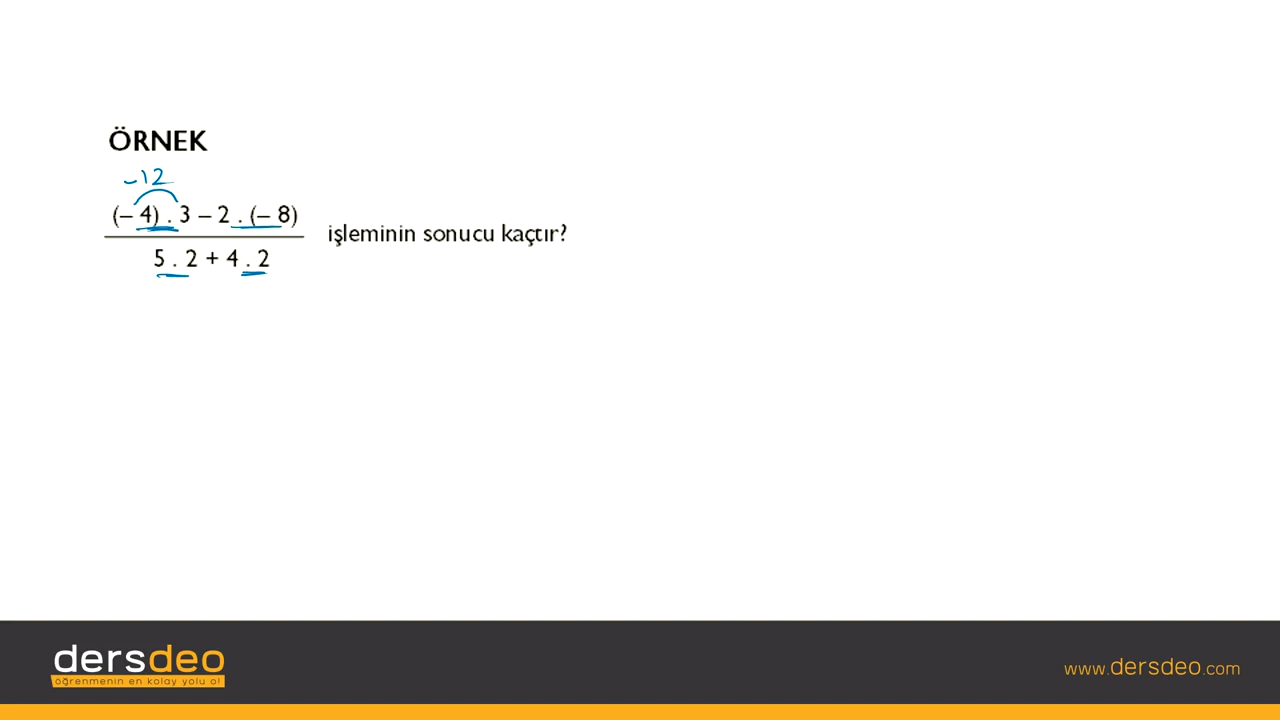 ÖRNEK
-12
(– 4) . 3 – 2 . (– 8)
işleminin sonucu kaçtır?
5 . 2 + 4 . 2
dersdeo
öğrenmenin en kolay yolu o!
www.dersdeo.com